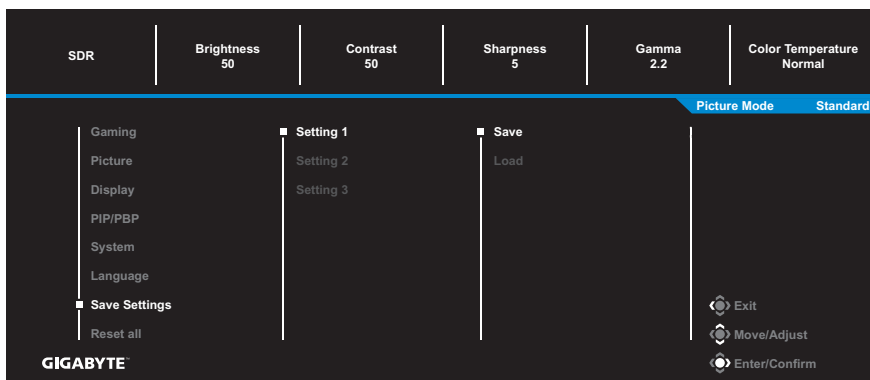 SDR
Brightness
50
Contrast
50
Sharpness
5
Gamma
2.2
Color Temperature
Normal
Picture Mode Standard
Gaming
Picture
Display
PIP/PBP
System
Language
Save Settings
Reset all
Setting 1
Setting 2
Setting 3
Save
Load
Exit
Move/Adjust
Enter/Confirm
GIGABYTE™